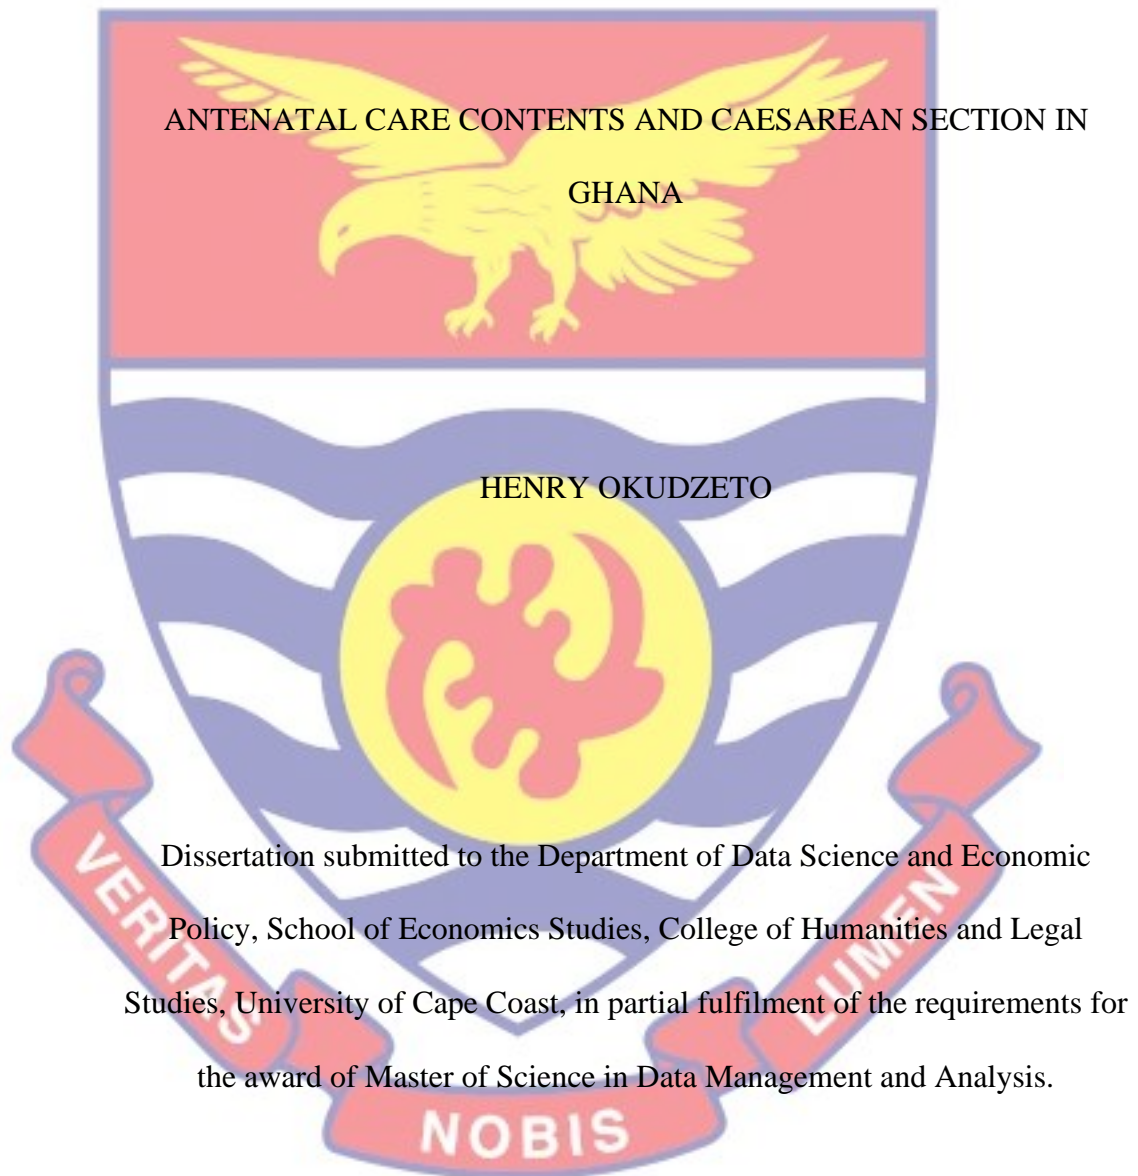 ANTENATAL CARE CONTENTS AND CAESAREAN SECTION IN
GHANA
HENRY OKUDZETO
Dissertation submitted to the Department of Data Science and Economic
Policy, School of Economics Studies, College of Humanities and Legal
Studies, University of Cape Coast, in partial fulfilment of the requirements for
the award of Master of Science in Data Management and Analysis.
VERITAS
NOBIS
LUMEN